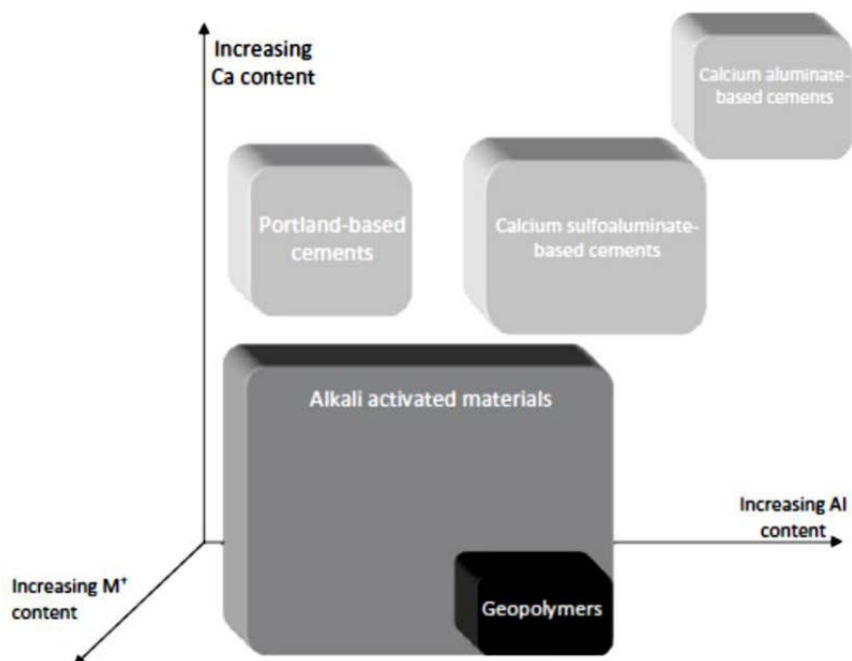 Increasing
Ca content
Calcium aluminate-
based cements
Portland-based
cements
Calcium sulfoaluminate-
based cements
Alkali activated materials
Increasing Al
content
Increasing M⁺
content
Geopolymers